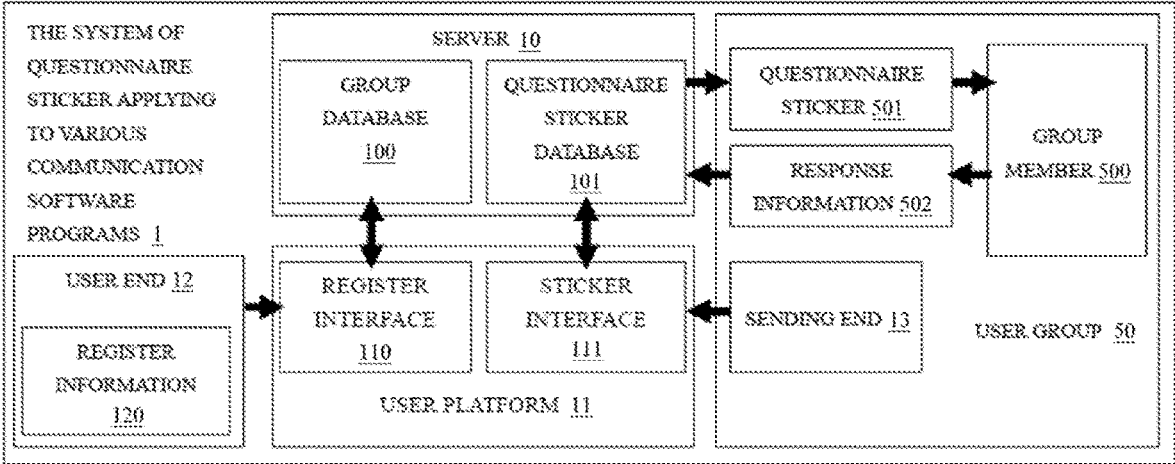 THE SYSTEM OF
QUESTIONNAIRE
STICKER APPLYING
TO VARIOUS
COMMUNICATION
SOFTWARE
PROGRAMS 1
SERVER 10
GROUP
DATABASE
100
QUESTIONNAIRE
STICKER
DATABASE
101
QUESTIONNAIRE
STICKER 501
GROUP
MEMBER 500
RESPONSE
INFORMATION 502
USER END 12
REGISTER
INFORMATION
120
REGISTER
INTERFACE
110
STICKER
INTERFACE
111
USER PLATFORM 11
SENDING END 13
USER GROUP 50